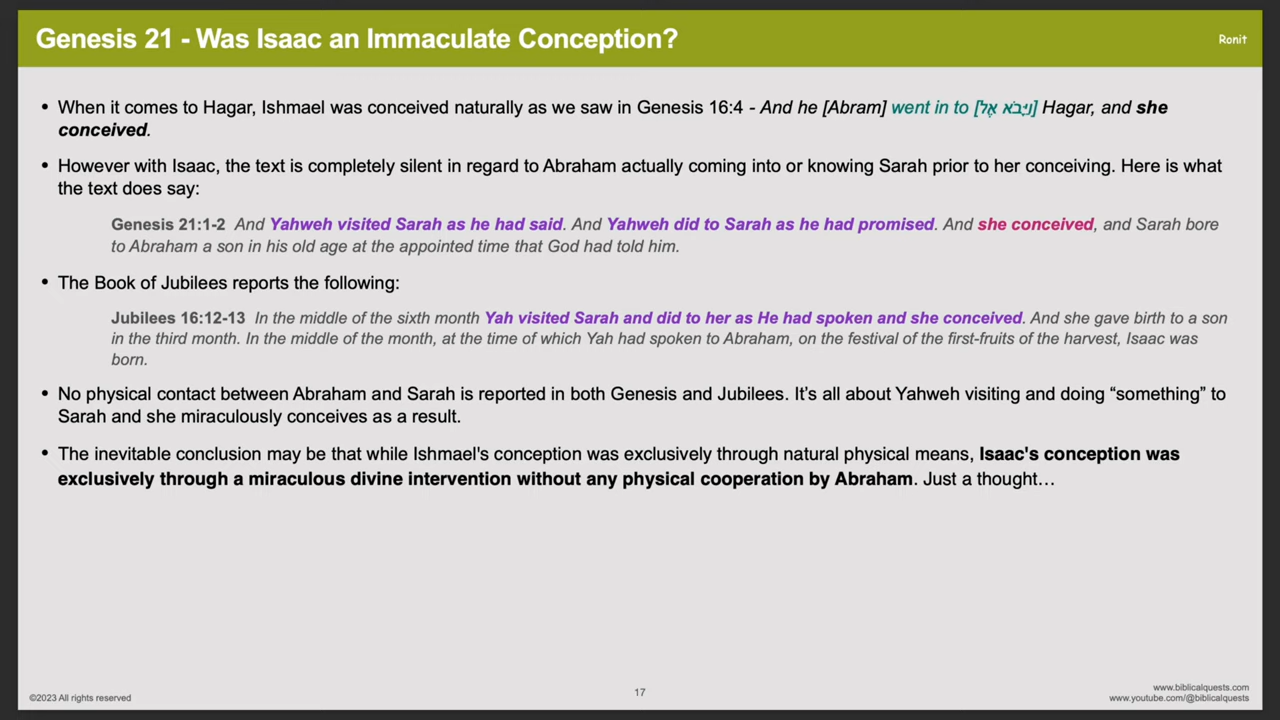 Genesis 21 - Was Isaac an Immaculate Conception?
Ronit
• When it comes to Hagar, Ishmael was conceived naturally as we saw in Genesis 16:4 - And he [Abram] went in to [וַיָּבֹא אֶל] Hagar, and she
conceived.
• However with Isaac, the text is completely silent in regard to Abraham actually coming into or knowing Sarah prior to her conceiving. Here is what
the text does say:
Genesis 21:1-2 And Yahweh visited Sarah as he had said. And Yahweh did to Sarah as he had promised. And she conceived, and Sarah bore
to Abraham a son in his old age at the appointed time that God had told him.
• The Book of Jubilees reports the following:
Jubilees 16:12-13 In the middle of the sixth month Yah visited Sarah and did to her as He had spoken and she conceived. And she gave birth to a son
in the third month. In the middle of the month, at the time of which Yah had spoken to Abraham, on the festival of the first-fruits of the harvest, Isaac was
born.
• No physical contact between Abraham and Sarah is reported in both Genesis and Jubilees. It’s all about Yahweh visiting and doing “something” to
Sarah and she miraculously conceives as a result.
• The inevitable conclusion may be that while Ishmael's conception was exclusively through natural physical means, Isaac's conception was
exclusively through a miraculous divine intervention without any physical cooperation by Abraham. Just a thought…
©2023 All rights reserved
17
www.biblicalquests.com
www.youtube.com/@biblicalquests